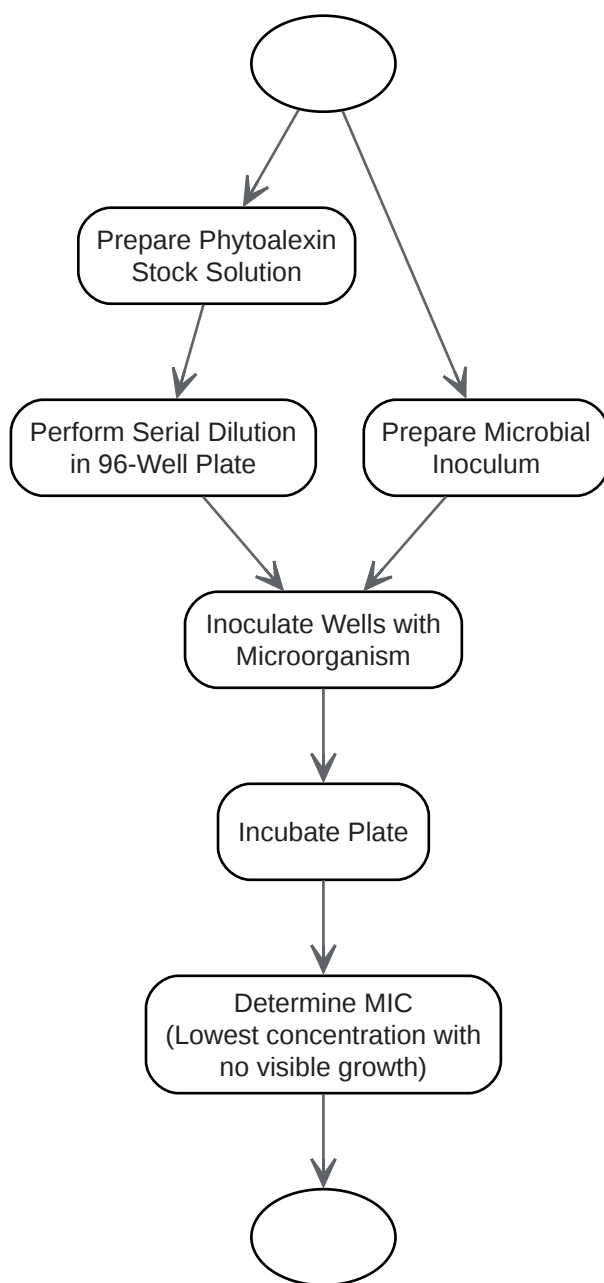 Prepare Phytoalexin
Stock Solution
Perform Serial Dilution
in 96-Well Plate
Prepare Microbial
Inoculum
Inoculate Wells with
Microorganism
Incubate Plate
Determine MIC
(Lowest concentration with
no visible growth)